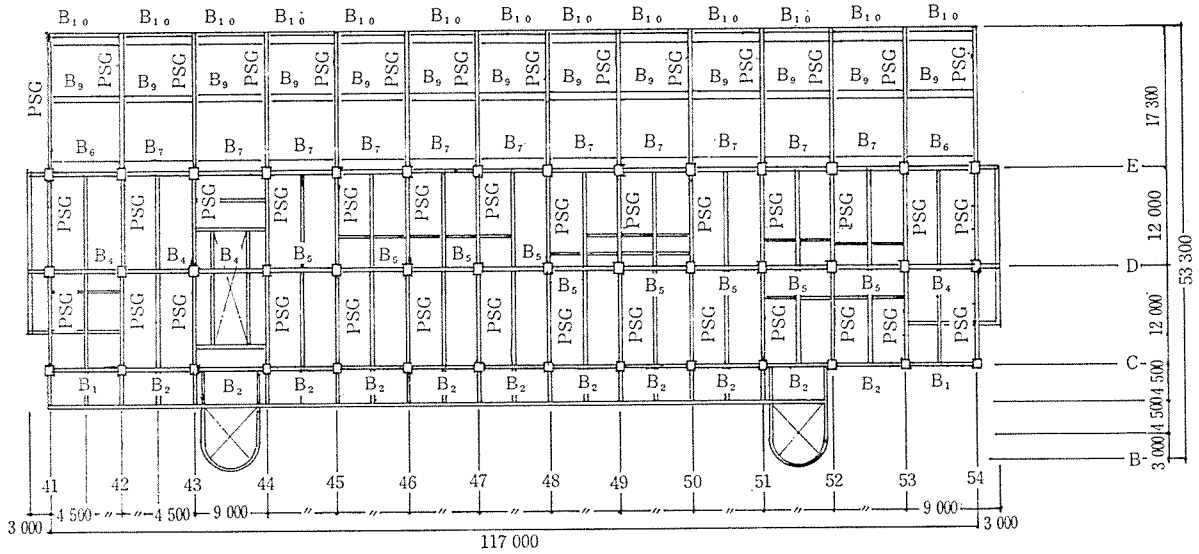 B₁₀ B₁₀ B₁₀ B₁₀ B₁₀ B₁₀ B₁₀ B₁₀ B₁₀ B₁₀ B₁₀ B₁₀ B₁₀
PSG B₉ PSG B₉ PSG B₉ PSG B₉ PSG B₉ PSG B₉ PSG B₉ PSG B₉ PSG B₉ PSG B₉ PSG B₉ PSG B₉ PSG B₉ PSG
17 300
B₆ B₇ B₇ B₇ B₇ B₇ B₇ B₇ B₇ B₇ B₇ B₇ B₆
E
PSG PSG PSG PSG PSG PSG PSG PSG PSG PSG PSG PSG PSG PSG
12 000
B₄ B₄ B₄ B₅ B₅ B₅ B₅
D
53 300
B₅ B₅ B₅ B₅ B₅ B₄
PSG PSG PSG PSG PSG PSG PSG PSG PSG PSG PSG PSG PSG PSG
12 000
C
B₁ B₂ B₂ B₂ B₂ B₂ B₂ B₂ B₂ B₂ B₂ B₂ B₁
4 500
4 500
3 000
B
41 42 43 44 45 46 47 48 49 50 51 52 53 54
3 000 4 500 〃 〃 4 500 9 000 〃 〃 〃 〃 〃 〃 〃 〃 〃 9 000 3 000
117 000